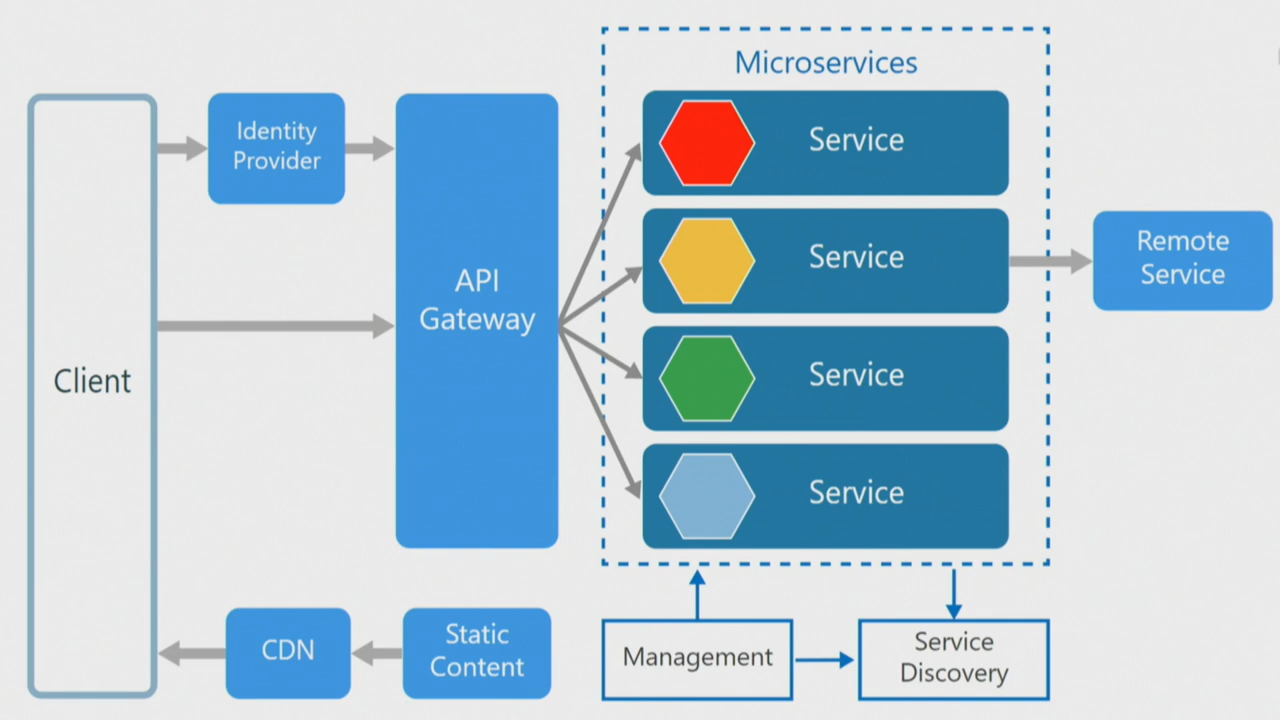 Microservices
Identity
Provider
Service
Service
Remote
Service
API
Gateway
Client
Service
Service
CDN
Static
Content
Management
Service
Discovery